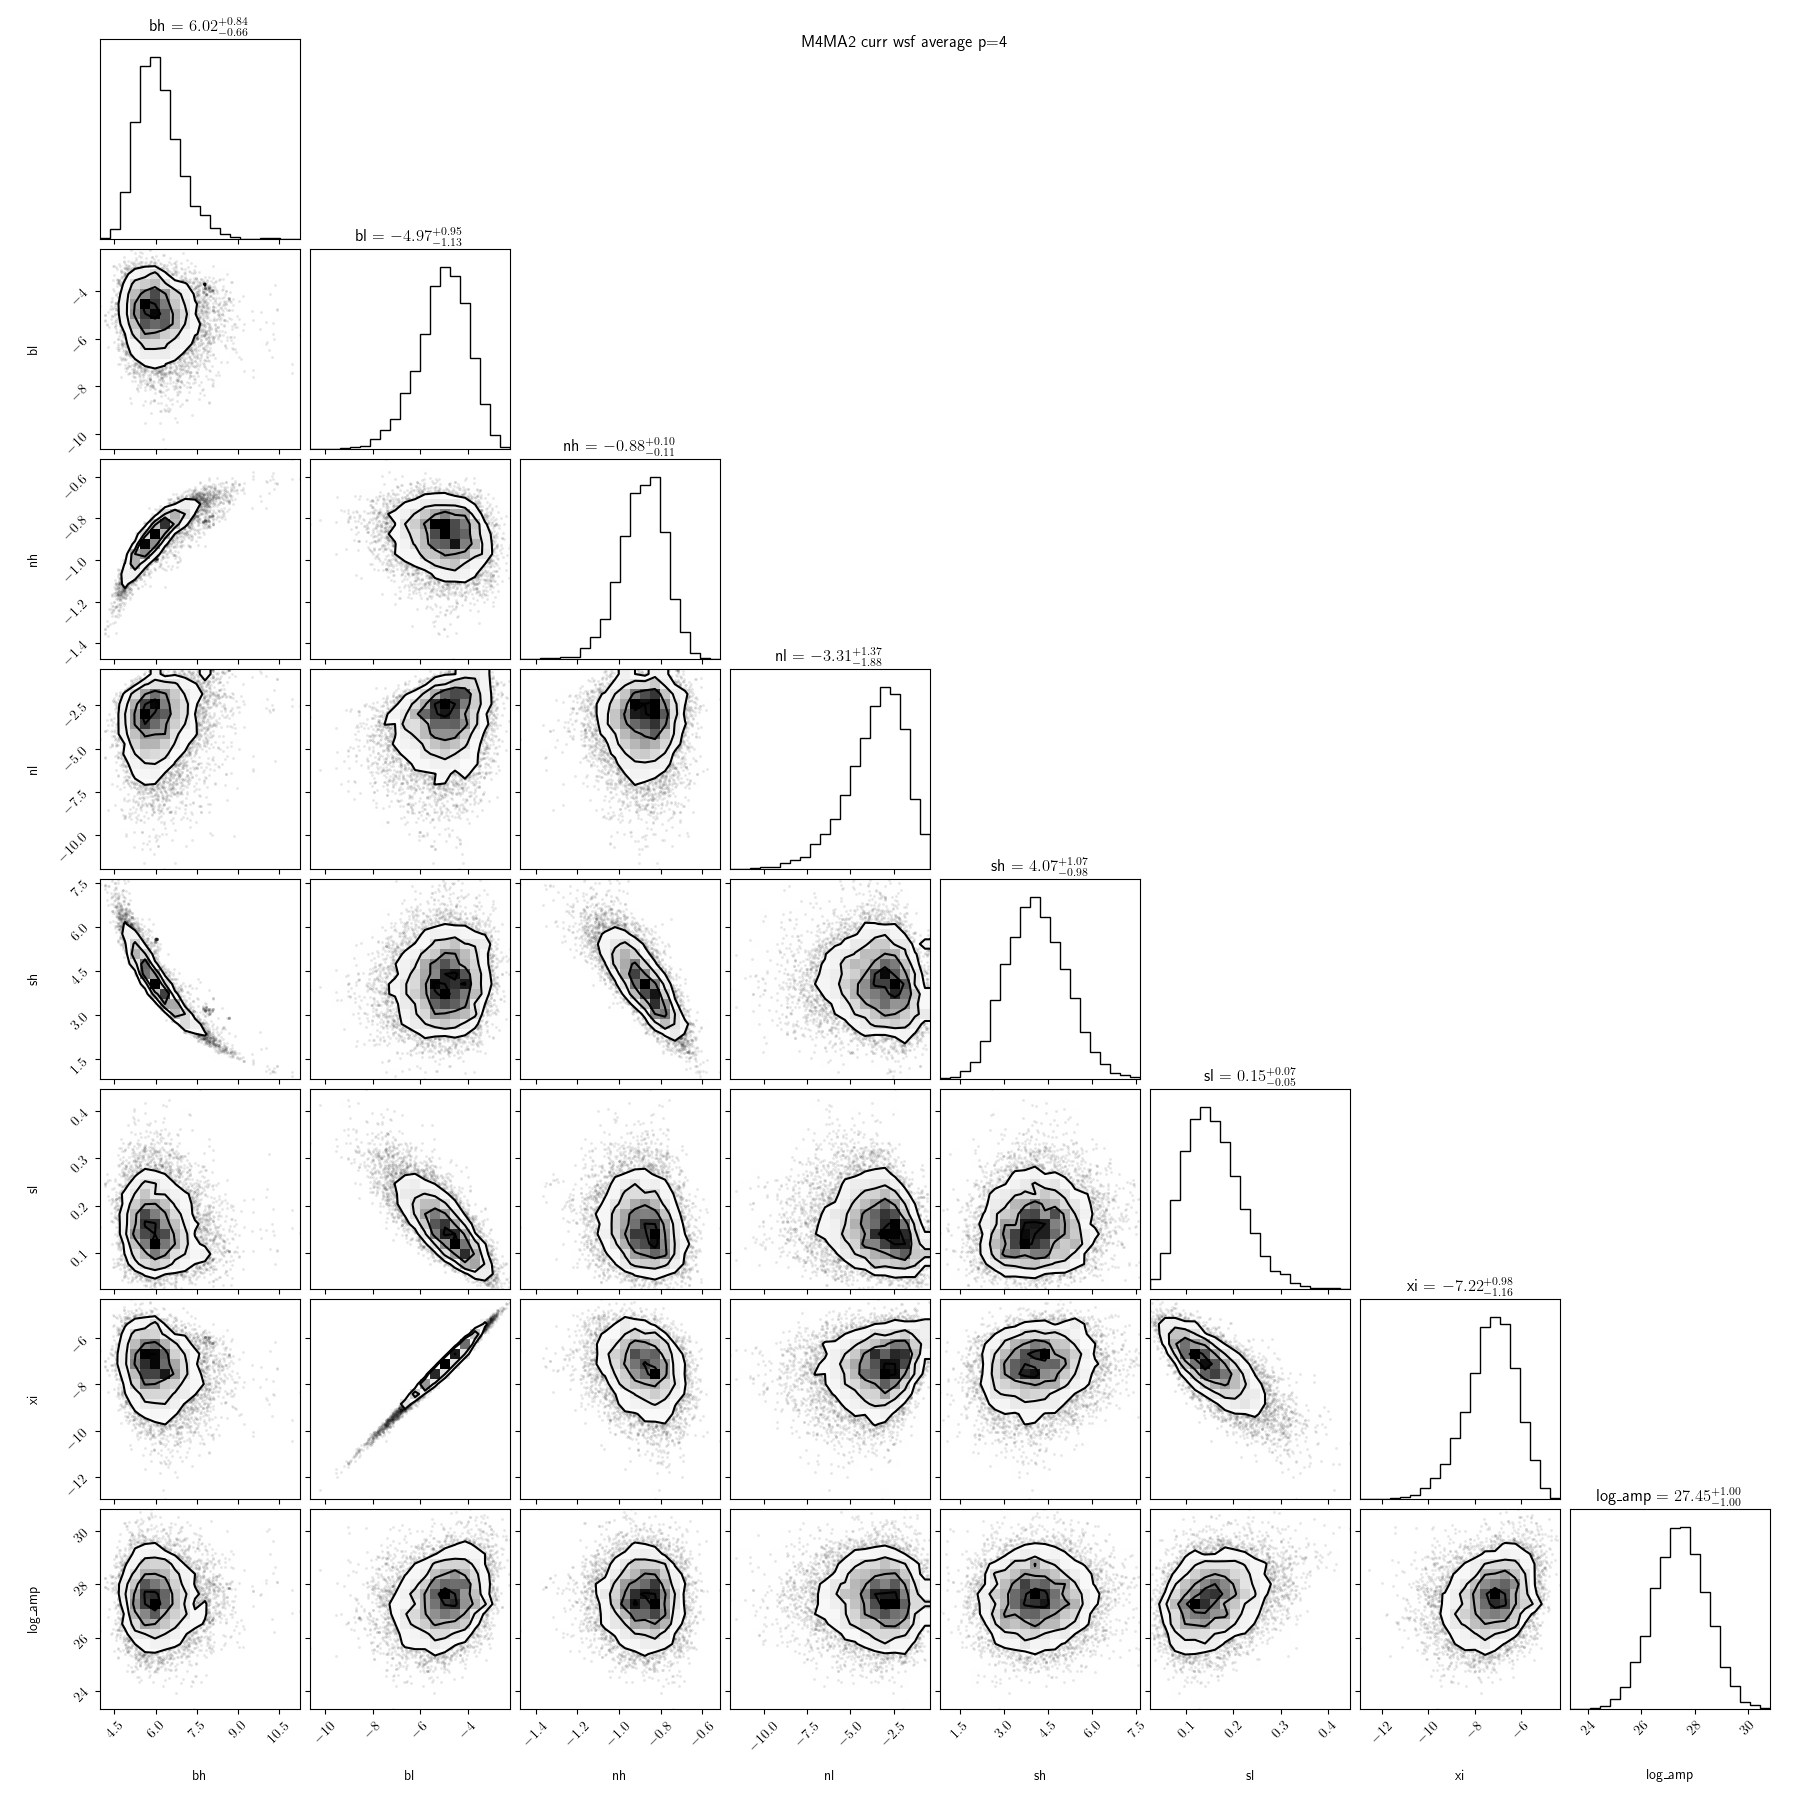 M4MA2 curr wsf average p=4
bh = 6.02^{+0.84}_{-0.66}
bl = −4.97^{+0.95}_{-1.13}
bl
−4
−6
−8
−10
nh = −0.88^{+0.10}_{-0.11}
nh
−0.6
−0.8
−1.0
−1.2
−1.4
nl = −3.31^{+1.37}_{-1.88}
nl
−2.5
−5.0
−7.5
−10.0
sh = 4.07^{+1.07}_{-0.98}
sh
7.5
6.0
4.5
3.0
1.5
sl = 0.15^{+0.07}_{-0.05}
sl
0.4
0.3
0.2
0.1
xi = −7.22^{+0.98}_{-1.16}
xi
−6
−8
−10
−12
log_amp = 27.45^{+1.00}_{-1.00}
log_amp
30
28
26
24
4.5 6.0 7.5 9.0 10.5
−10 −8 −6 −4
−1.4 −1.2 −1.0 −0.8 −0.6
−10.0 −7.5 −5.0 −2.5
1.5 3.0 4.5 6.0 7.5
0.1 0.2 0.3 0.4
−12 −10 −8 −6
24 26 28 30
bh bl nh nl sh sl xi log_amp